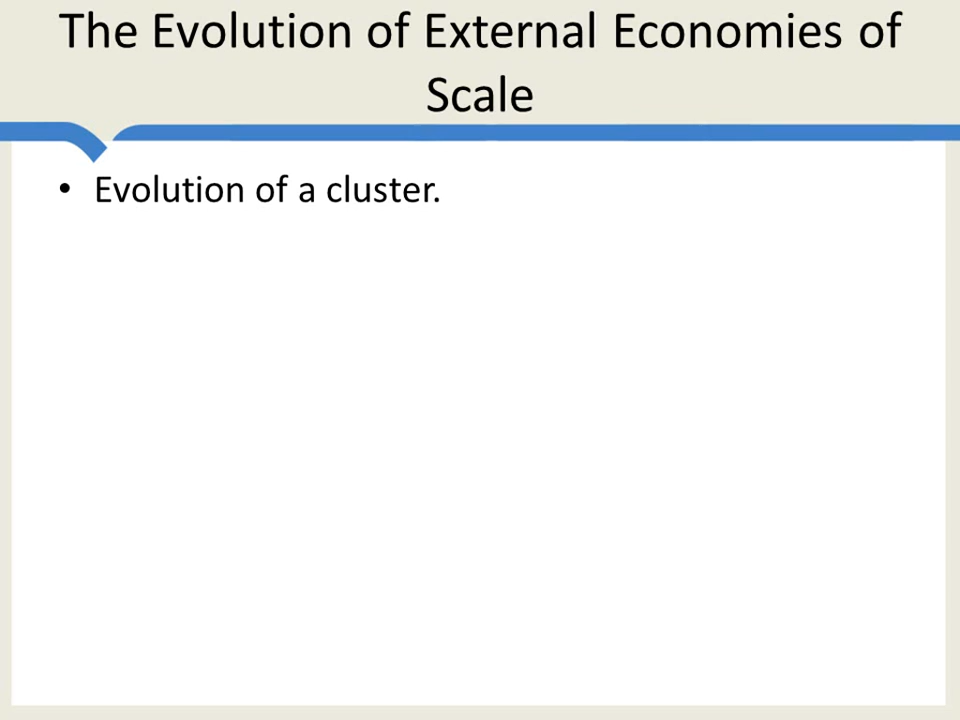 The Evolution of External Economies of
Scale
• Evolution of a cluster.